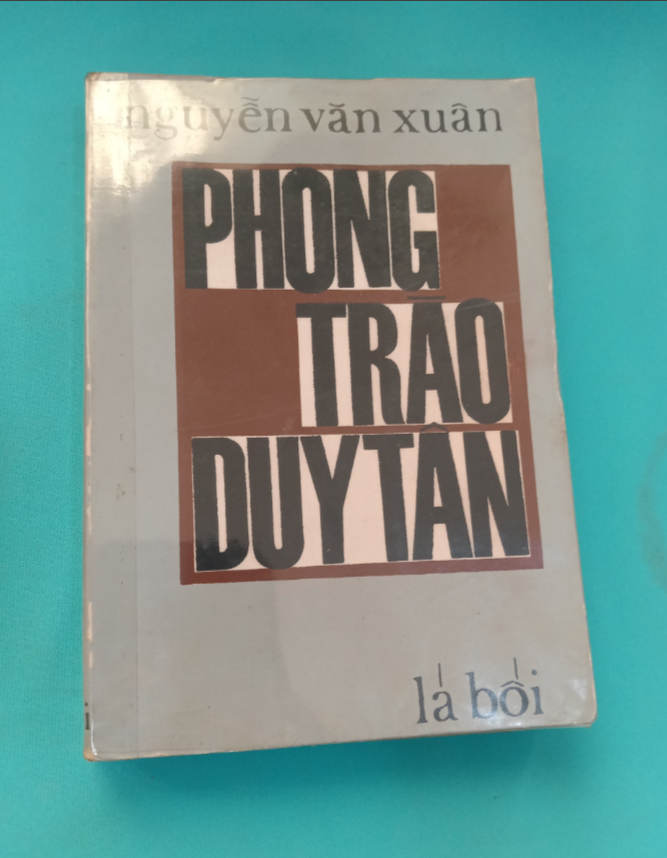 nguyễn văn xuân
PHONG
TRÀO
DUY TÂN
lá bối
i